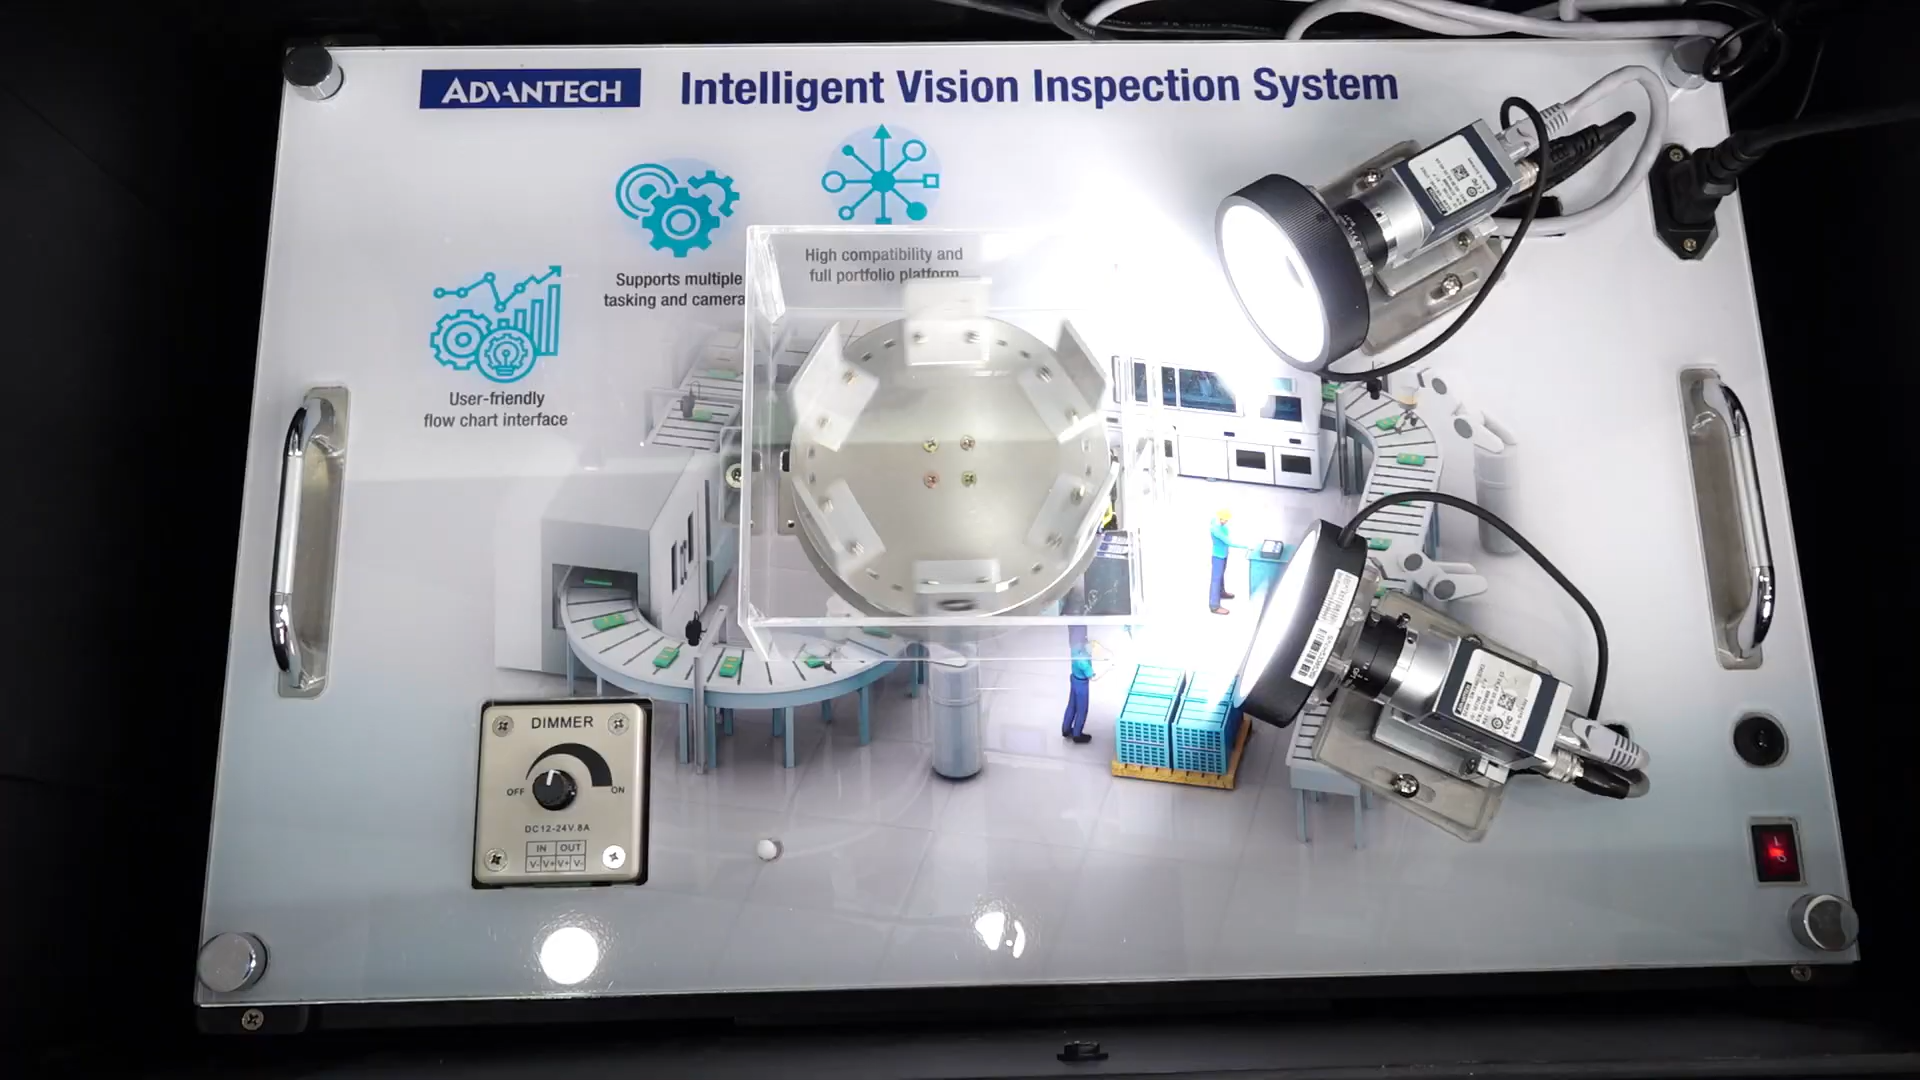 ADVANTECH Intelligent Vision Inspection System
High compatibility and
full portfolio platform
Supports multiple
tasking and camera
User-friendly
flow chart interface
DIMMER
OFF ON
DC12-24V.8A
IN OUT
V- V+ V+ V-